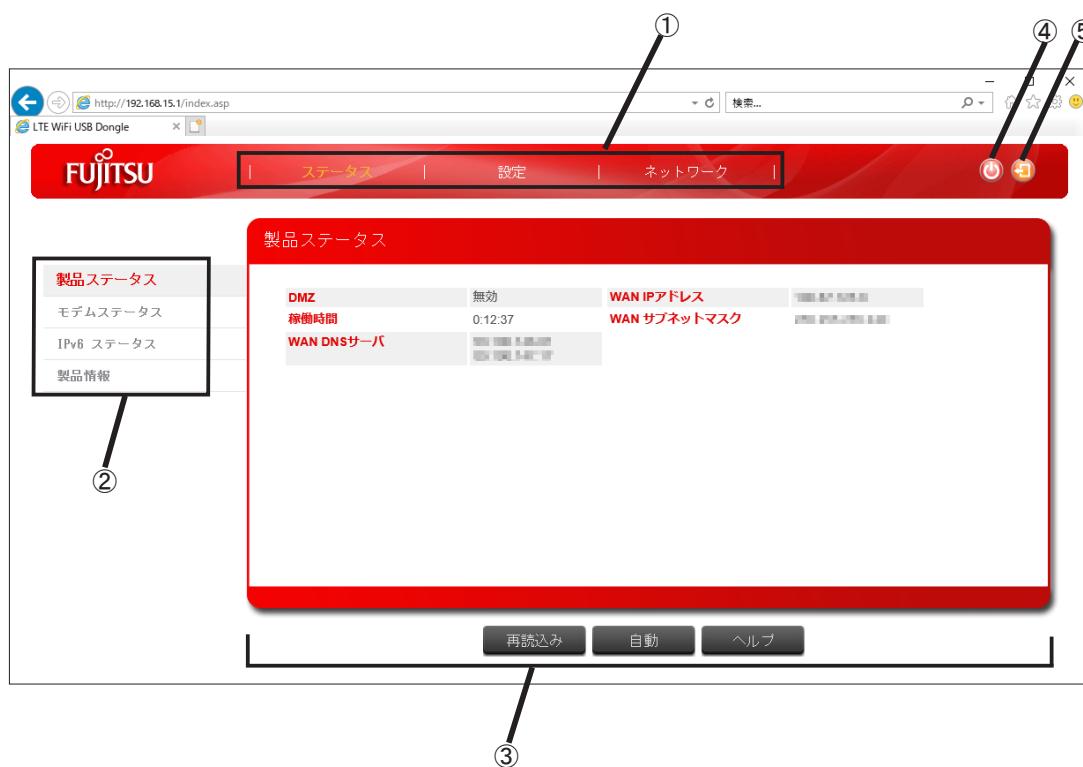 ①
④ ⑤
http://192.168.15.1/index.asp
検索...
LTE WiFi USB Dongle
FUJITSU
ステータス | 設定 | ネットワーク |
製品ステータス
製品ステータス
モデムステータス
IPv6 ステータス
製品情報
DMZ 無効 WAN IPアドレス
稼働時間 0:12:37 WAN サブネットマスク
WAN DNSサーバ
②
再読込み 自動 ヘルプ
③